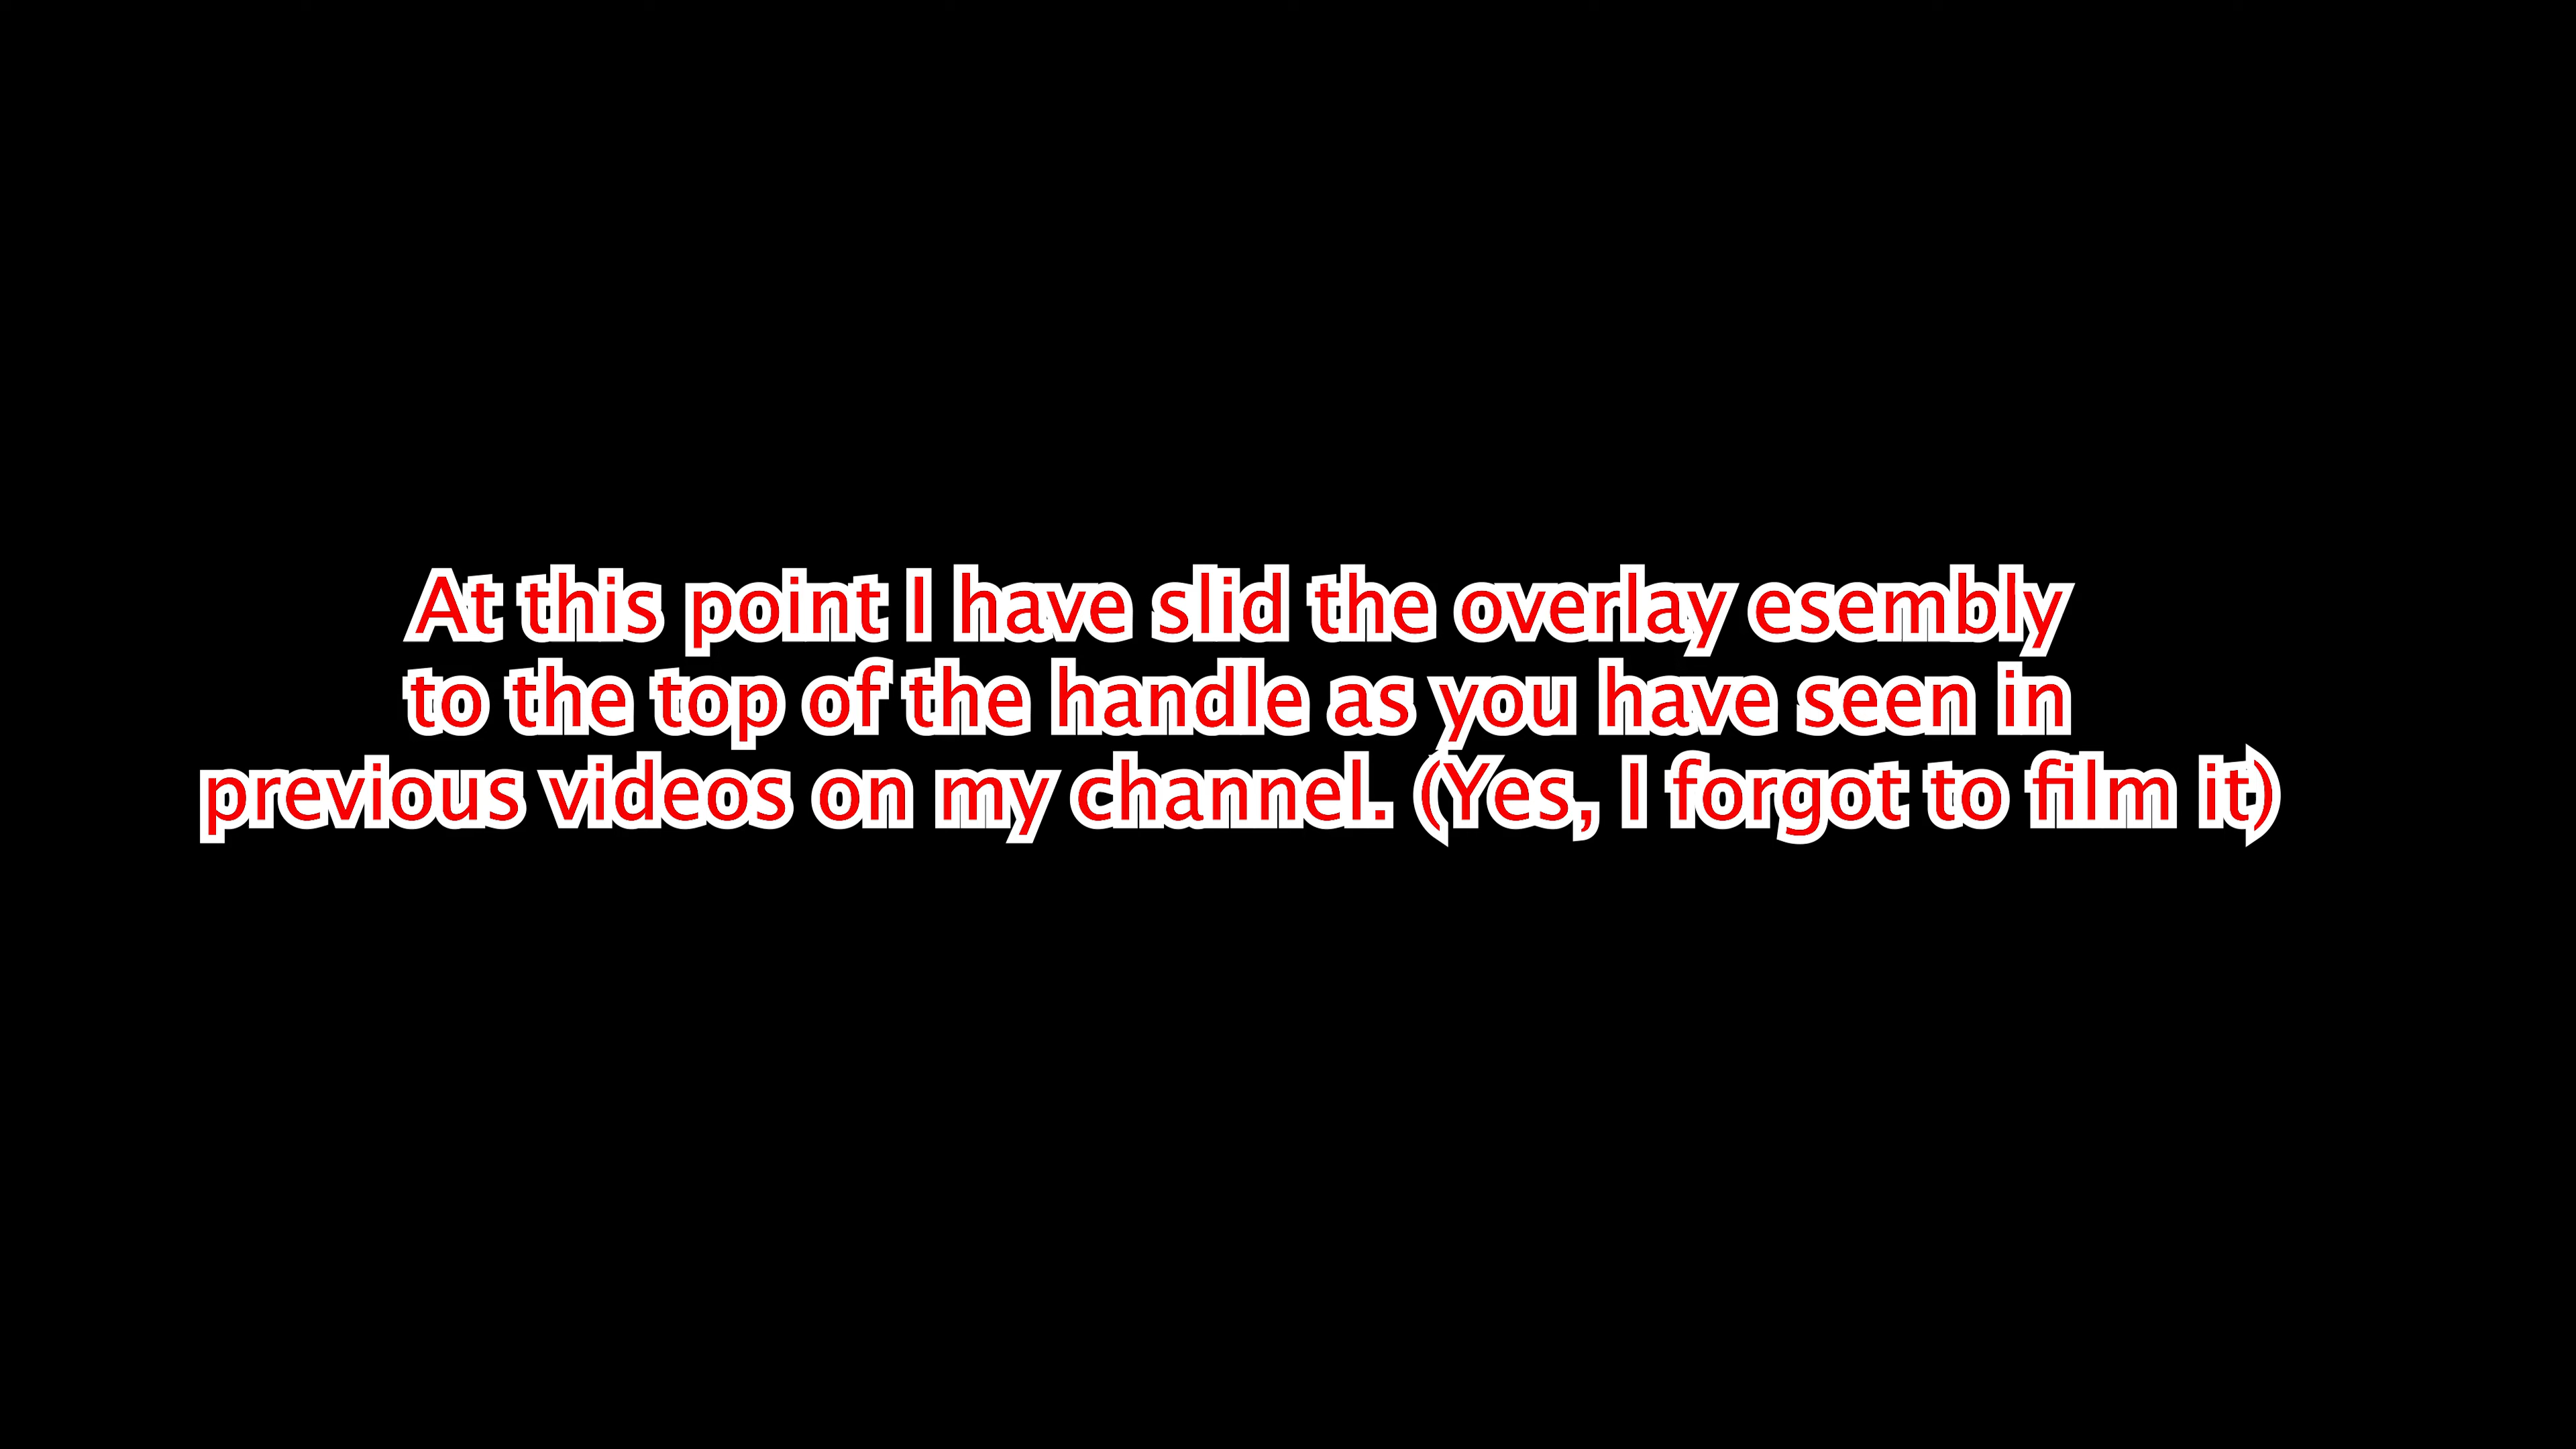 At this point I have slid the overlay esembly
to the top of the handle as you have seen in
previous videos on my channel. (Yes, I forgot to film it)